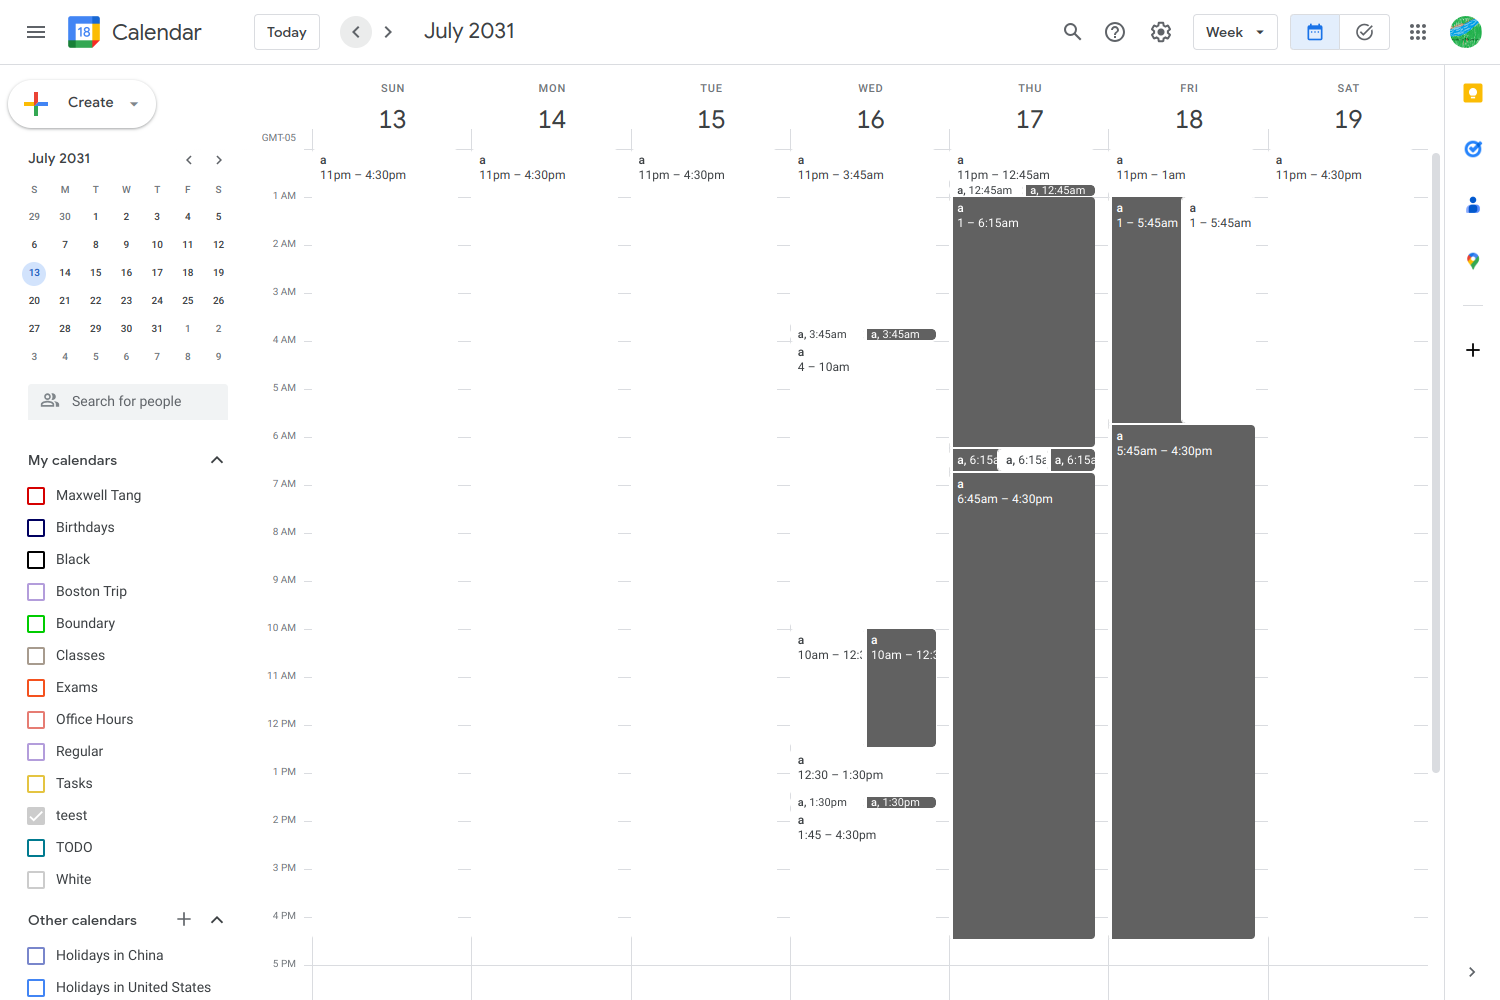 18 Calendar Today July 2031 Week
Create
SUN MON TUE WED THU FRI SAT
13 14 15 16 17 18 19
GMT-05
July 2031
S M T W T F S
29 30 1 2 3 4 5
6 7 8 9 10 11 12
13 14 15 16 17 18 19
20 21 22 23 24 25 26
27 28 29 30 31 1 2
3 4 5 6 7 8 9
Search for people
My calendars
Maxwell Tang
Birthdays
Black
Boston Trip
Boundary
Classes
Exams
Office Hours
Regular
Tasks
teest
TODO
White
Other calendars
Holidays in China
Holidays in United States
1 AM
2 AM
3 AM
4 AM
5 AM
6 AM
7 AM
8 AM
9 AM
10 AM
11 AM
12 PM
1 PM
2 PM
3 PM
4 PM
5 PM
a
11pm – 4:30pm
a
11pm – 4:30pm
a
11pm – 4:30pm
a
11pm – 3:45am
a, 3:45am
a, 3:45am
a
4 – 10am
a
10am – 12:3
a
10am – 12:3
a
12:30 – 1:30pm
a, 1:30pm
a, 1:30pm
a
1:45 – 4:30pm
a
11pm – 12:45am
a, 12:45am
a, 12:45am
a
1 – 6:15am
a, 6:15a
a, 6:15a
a, 6:15a
a
6:45am – 4:30pm
a
11pm – 1am
a
1 – 5:45am
a
1 – 5:45am
a
5:45am – 4:30pm
a
11pm – 4:30pm